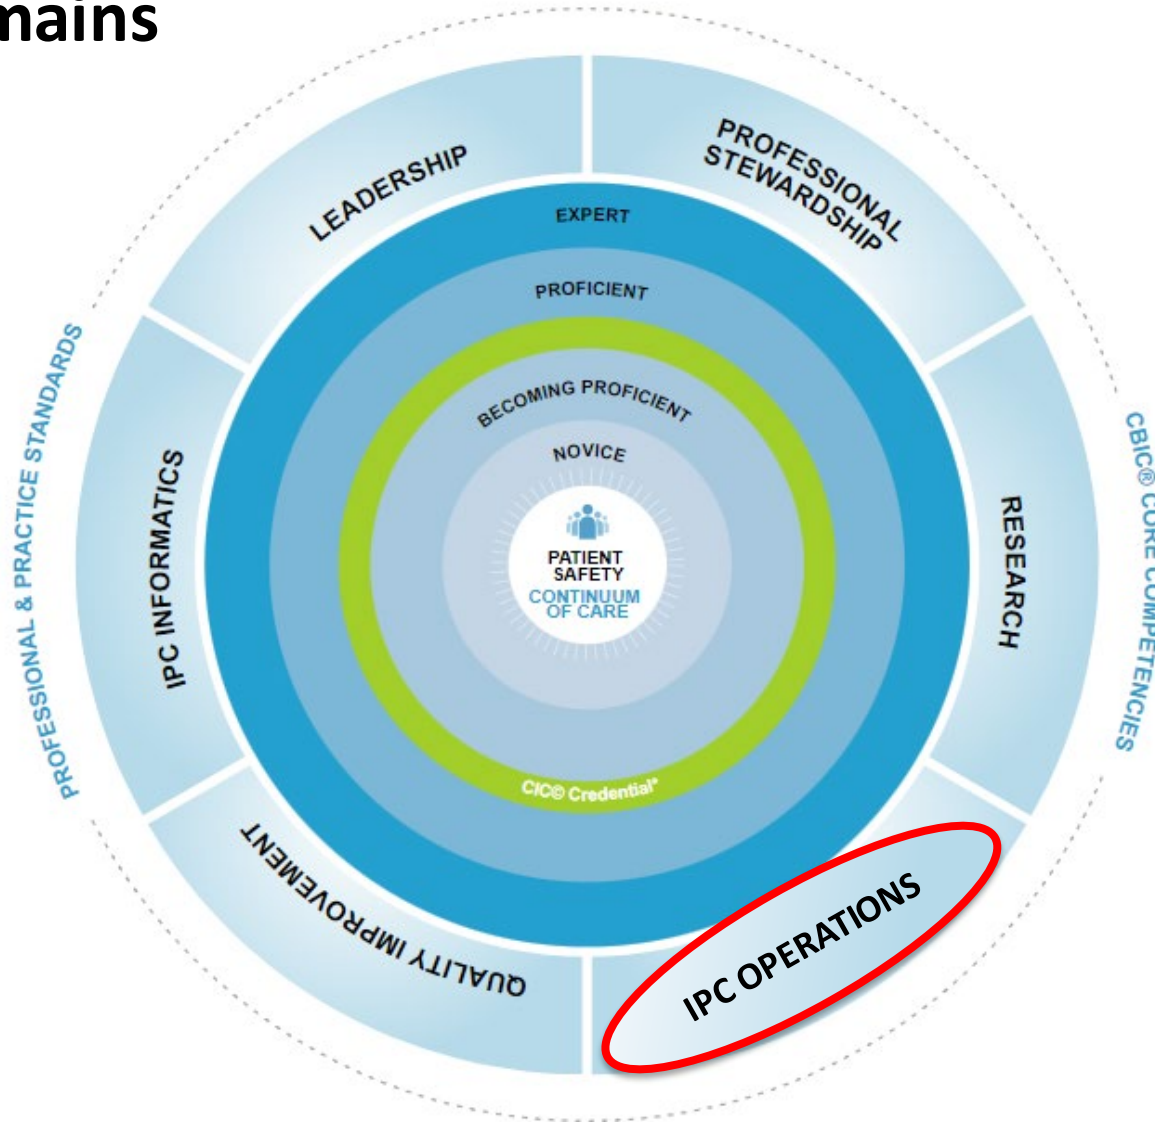 mains
LEADERSHIP
PROFESSIONAL
STEWARDSHIP
EXPERT
PROFICIENT
BECOMING PROFICIENT
NOVICE
PATIENT
SAFETY
CONTINUUM
OF CARE
CIC© Credential®
IPC INFORMATICS
RESEARCH
QUALITY IMPROVEMENT
IPC OPERATIONS
PROFESSIONAL & PRACTICE STANDARDS
CBIC® CORE COMPETENCIES